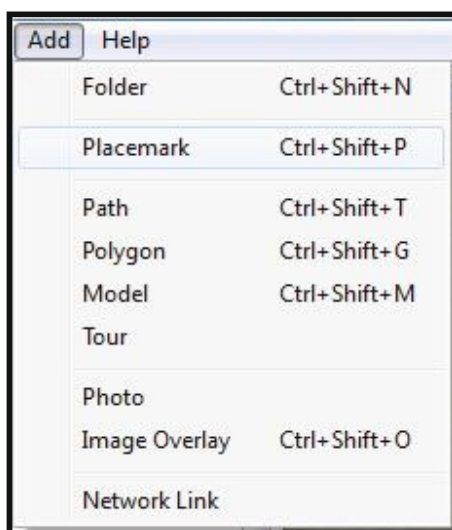 Add Help
Folder Ctrl+Shift+N
Placemark Ctrl+Shift+P
Path Ctrl+Shift+T
Polygon Ctrl+Shift+G
Model Ctrl+Shift+M
Tour
Photo
Image Overlay Ctrl+Shift+O
Network Link